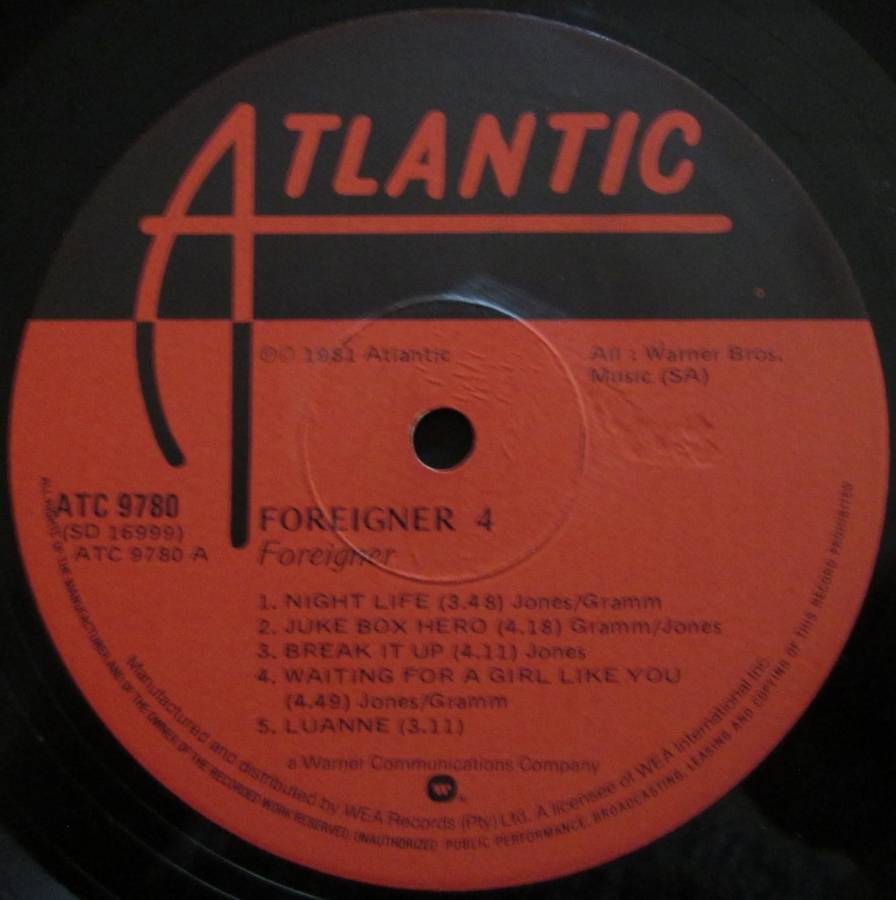 ATLANTIC
℗© 1981 Atlantic
All : Warner Bros.
Music (SA)
ATC 9780
(SD 16999)
ATC 9780 A
FOREIGNER 4
Foreigner
1. NIGHT LIFE (3.48) Jones/Gramm
2. JUKE BOX HERO (4.18) Gramm/Jones
3. BREAK IT UP (4.11) Jones
4. WAITING FOR A GIRL LIKE YOU
(4.49) Jones/Gramm
5. LUANNE (3.11)
a Warner Communications Company
Manufactured and distributed by WEA Records (Pty) Ltd. A licensee of WEA International Inc.
ALL RIGHTS OF THE MANUFACTURER AND OF THE OWNER OF THE RECORDED WORK RESERVED. UNAUTHORIZED PUBLIC PERFORMANCE, BROADCASTING, LEASING AND COPYING OF THIS RECORD PROHIBITED